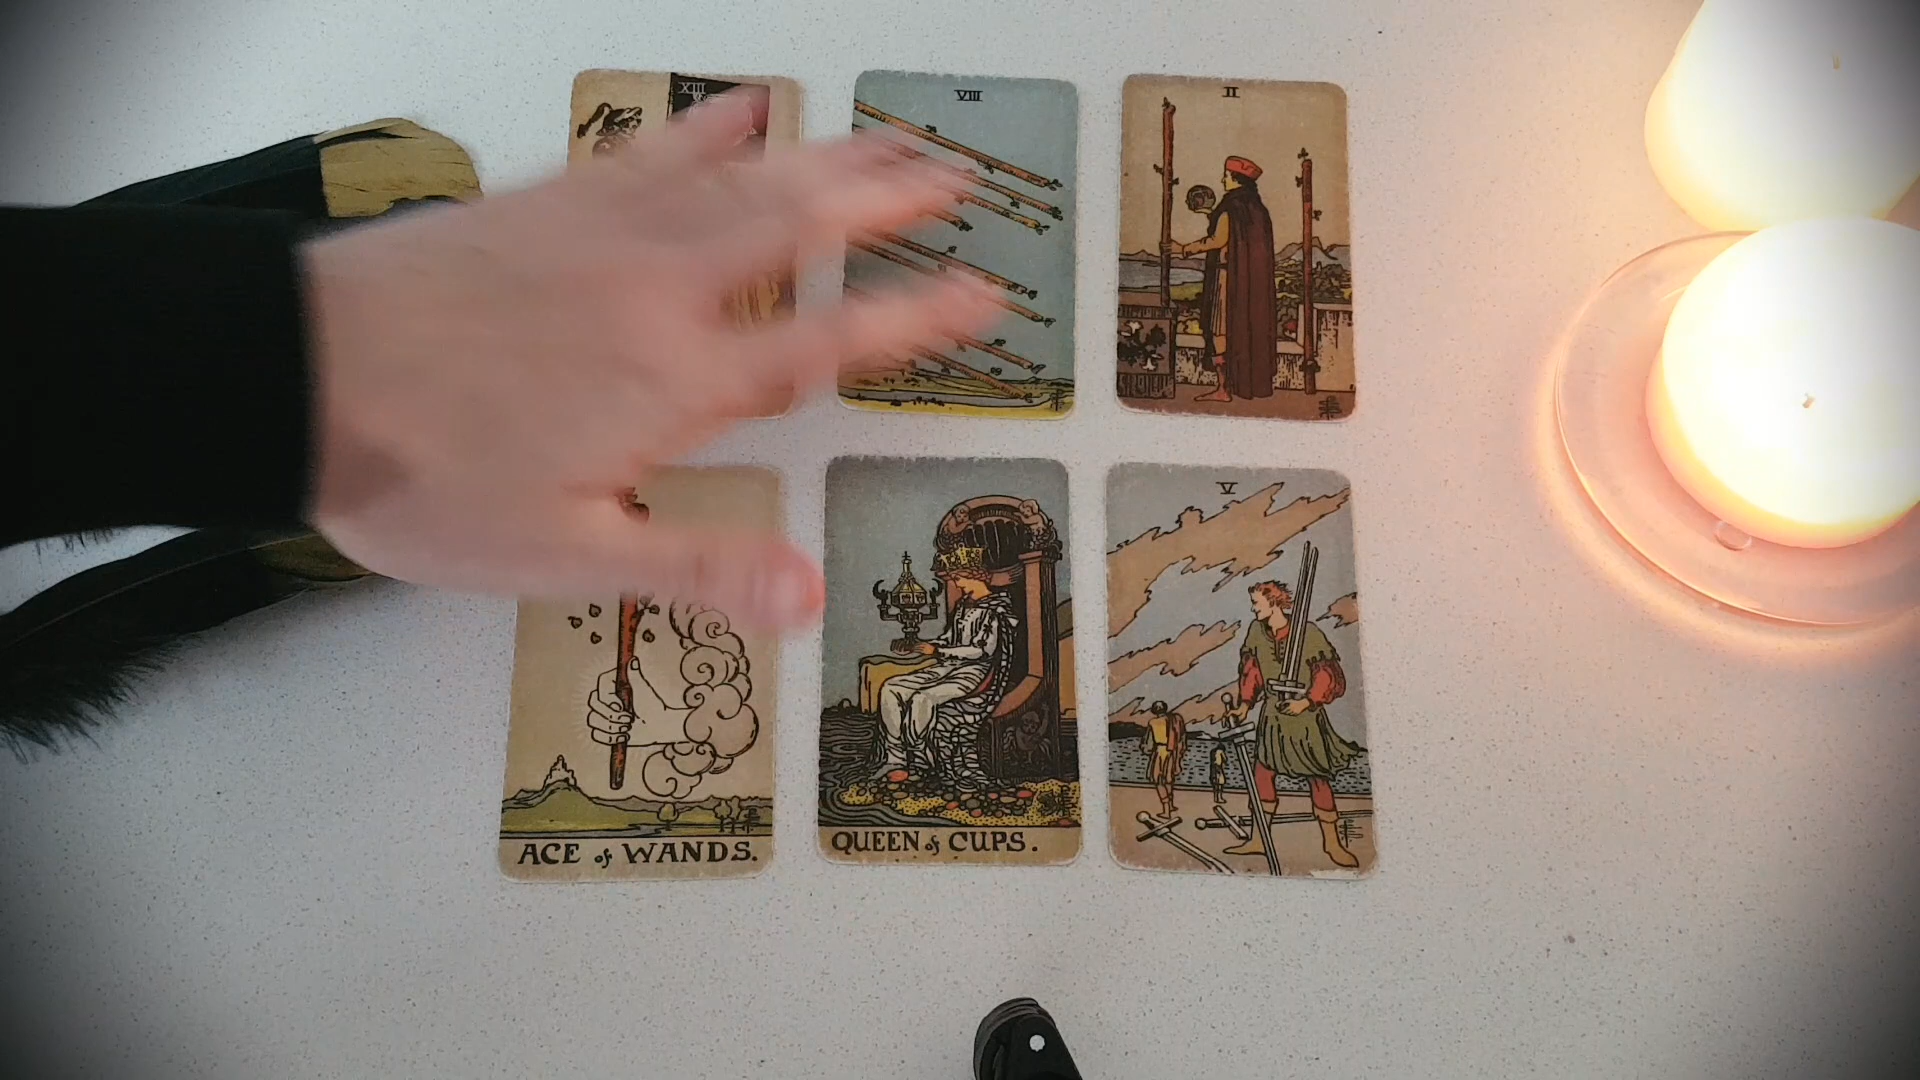 XIII
VIII
II
V
ACE of WANDS.
QUEEN of CUPS.